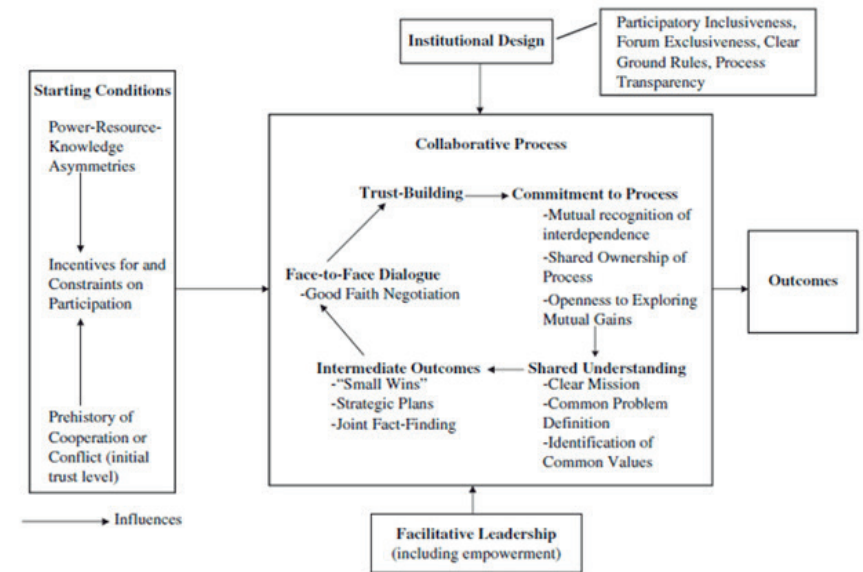 Institutional Design
Participatory Inclusiveness,
Forum Exclusiveness, Clear
Ground Rules, Process
Transparency
Starting Conditions
Power-Resource-
Knowledge
Asymmetries
Incentives for and
Constraints on
Participation
Prehistory of
Cooperation or
Conflict (initial
trust level)
Influences
Collaborative Process
Trust-Building
Commitment to Process
-Mutual recognition of
interdependence
-Shared Ownership of
Process
-Openness to Exploring
Mutual Gains
Face-to-Face Dialogue
-Good Faith Negotiation
Intermediate Outcomes
-“Small Wins”
-Strategic Plans
-Joint Fact-Finding
Shared Understanding
-Clear Mission
-Common Problem
Definition
-Identification of
Common Values
Outcomes
Facilitative Leadership
(including empowerment)